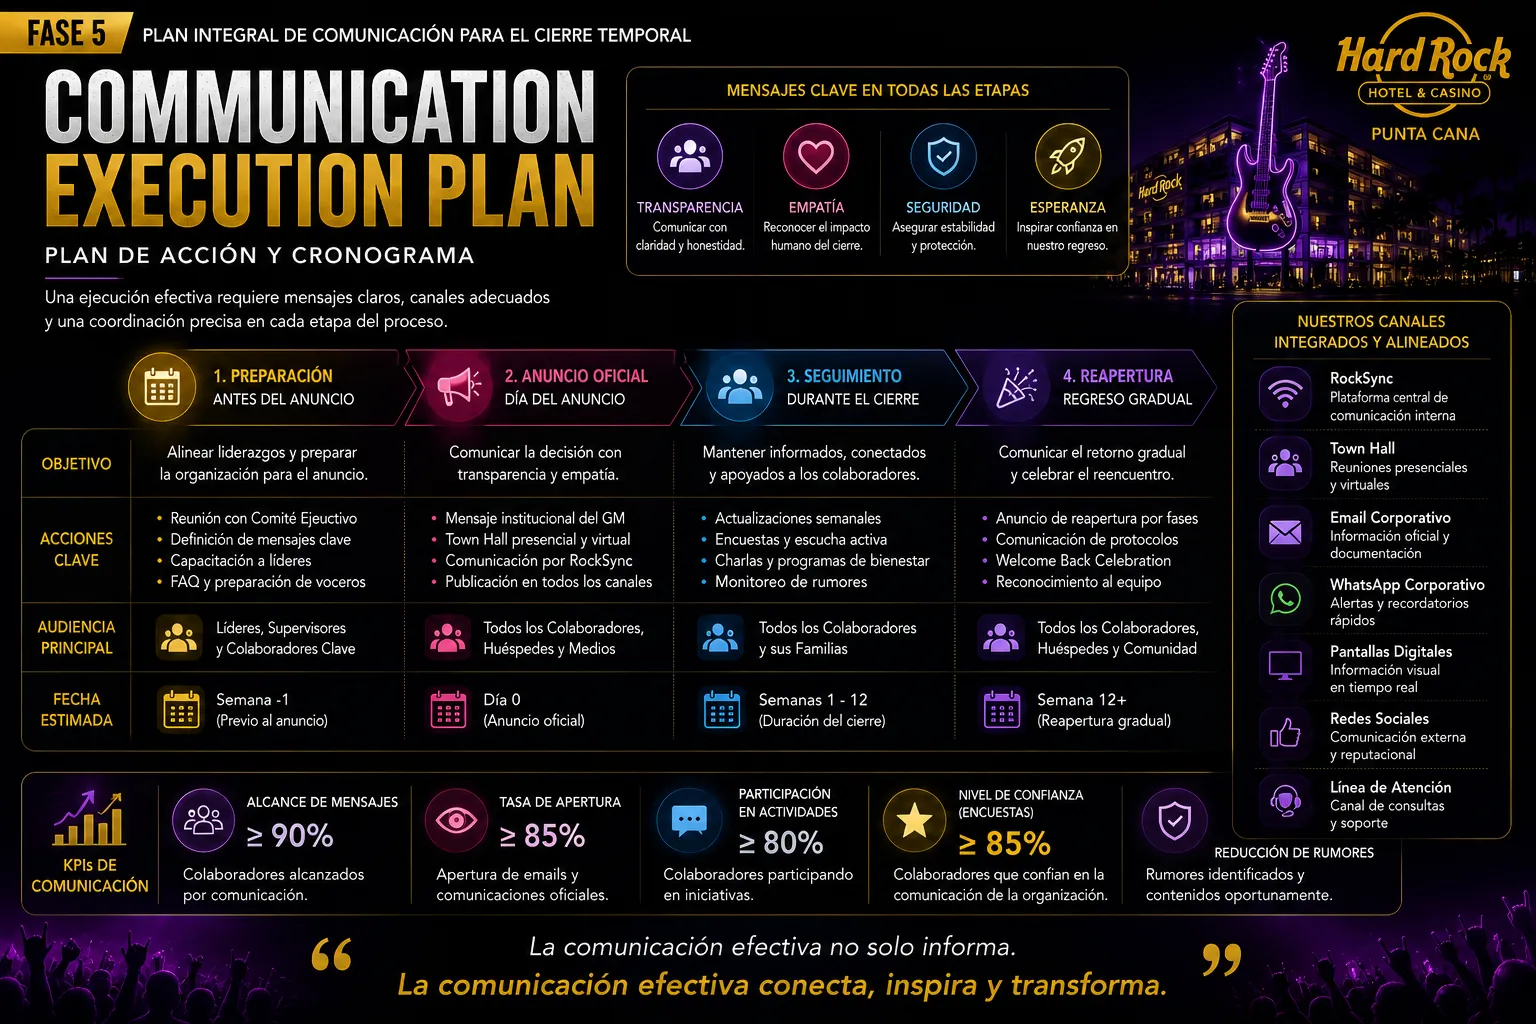 FASE 5
PLAN INTEGRAL DE COMUNICACIÓN PARA EL CIERRE TEMPORAL
COMMUNICATION
EXECUTION PLAN
PLAN DE ACCIÓN Y CRONOGRAMA
Una ejecución efectiva requiere mensajes claros, canales adecuados
y una coordinación precisa en cada etapa del proceso.
MENSAJES CLAVE EN TODAS LAS ETAPAS
TRANSPARENCIA
Comunicar con
claridad y honestidad.
EMPATÍA
Reconocer el impacto
humano del cierre.
SEGURIDAD
Asegurar estabilidad
y protección.
ESPERANZA
Inspirar confianza en
nuestro regreso.
Hard Rock
Hard Rock
HOTEL & CASINO
PUNTA CANA
1. PREPARACIÓN
ANTES DEL ANUNCIO
2. ANUNCIO OFICIAL
DÍA DEL ANUNCIO
3. SEGUIMIENTO
DURANTE EL CIERRE
4. REAPERTURA
REGRESO GRADUAL
OBJETIVO
Alinear liderazgos y preparar
la organización para el anuncio.
Comunicar la decisión con
transparencia y empatía.
Mantener informados, conectados
y apoyados a los colaboradores.
Comunicar el retorno gradual
y celebrar el reencuentro.
ACCIONES
CLAVE
• Reunión con Comité Ejeuctivo
• Definición de mensajes clave
• Capacitación a líderes
• FAQ y preparación de voceros
• Mensaje institucional del GM
• Town Hall presencial y virtual
• Comunicación por RockSync
• Publicación en todos los canales
• Actualizaciones semanales
• Encuestas y escucha activa
• Charlas y programas de bienestar
• Monitoreo de rumores
• Anuncio de reapertura por fases
• Comunicación de protocolos
• Welcome Back Celebration
• Reconocimiento al equipo
AUDIENCIA
PRINCIPAL
Líderes, Supervisores
y Colaboradores Clave
Todos los Colaboradores,
Huéspedes y Medios
Todos los Colaboradores
y sus Familias
Todos los Colaboradores,
Huéspedes y Comunidad
FECHA
ESTIMADA
Semana -1
(Previo al anuncio)
Día 0
(Anuncio oficial)
Semanas 1 - 12
(Duración del cierre)
Semana 12+
(Reapertura gradual)
NUESTROS CANALES
INTEGRADOS Y ALINEADOS
RockSync
Plataforma central de
comunicación interna
Town Hall
Reuniones presenciales
y virtuales
Email Corporativo
Información oficial y
documentación
WhatsApp Corporativo
Alertas y recordatorios
rápidos
Pantallas Digitales
Información visual
en tiempo real
Redes Sociales
Comunicación externa
y reputacional
Línea de Atención
Canal de consultas
y soporte
KPIs DE
COMUNICACIÓN
ALCANCE DE MENSAJES
≥ 90%
Colaboradores alcanzados
por comunicación.
TASA DE APERTURA
≥ 85%
Apertura de emails y
comunicaciones oficiales.
PARTICIPACIÓN
EN ACTIVIDADES
≥ 80%
Colaboradores participando
en iniciativas.
NIVEL DE CONFIANZA
(ENCUESTAS)
≥ 85%
Colaboradores que confían en la
comunicación de la organización.
REDUCCIÓN DE RUMORES
Rumores identificados y
contenidos oportunamente.
“ La comunicación efectiva no solo informa. ”
La comunicación efectiva conecta, inspira y transforma.